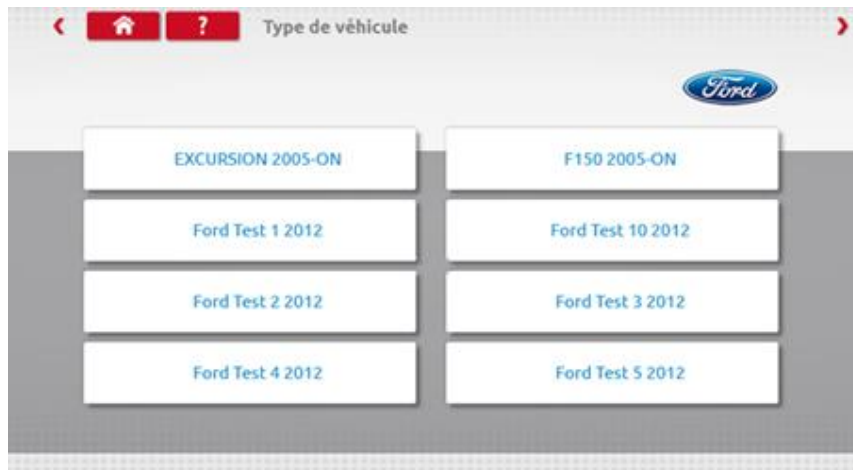 ? Type de véhicule
Ford
EXCURSION 2005-ON F150 2005-ON
Ford Test 1 2012 Ford Test 10 2012
Ford Test 2 2012 Ford Test 3 2012
Ford Test 4 2012 Ford Test 5 2012